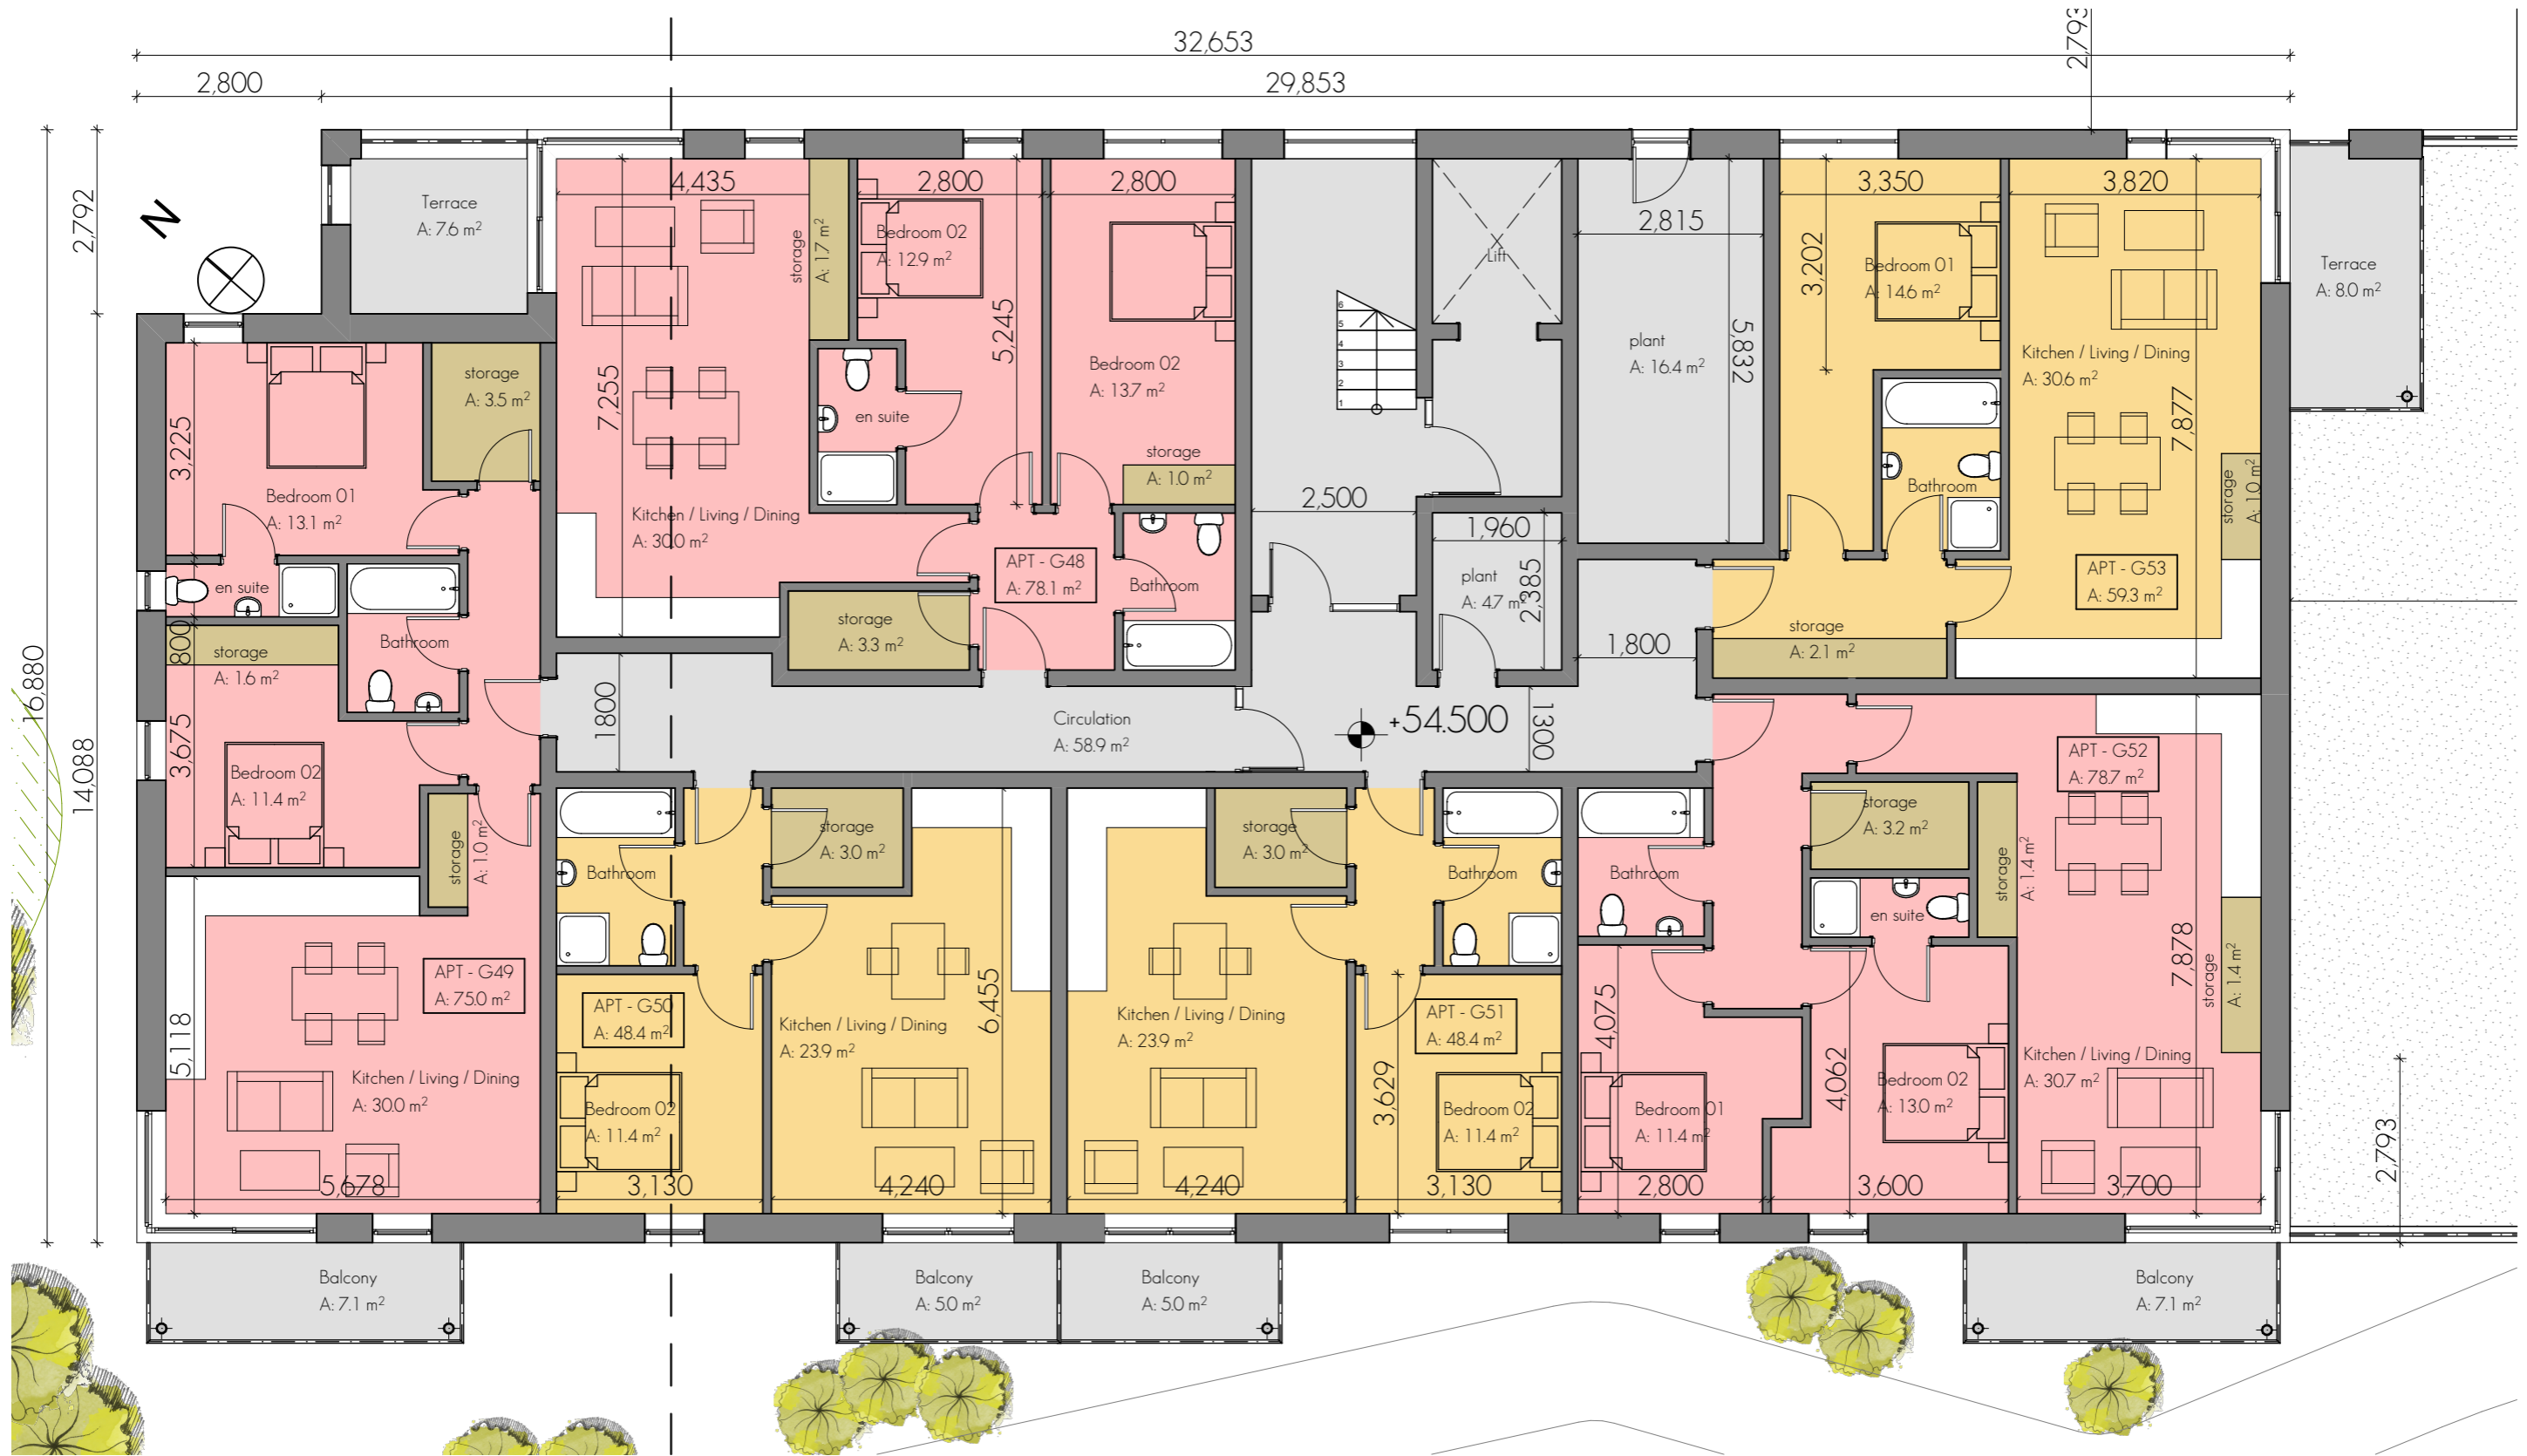 32,653
2,793
2,800
29,853
N
Terrace
A: 7.6 m²
4,435
storage
A: 1.7 m²
2,800
Bedroom 02
A: 12.9 m²
5,245
2,800
Bedroom 02
A: 13.7 m²
storage
A: 1.0 m²
7,255
en suite
Kitchen / Living / Dining
A: 30.0 m²
APT - G48
A: 78.1 m²
Bathroom
storage
A: 3.3 m²
6
5
4
3
2
1
2,500
X
Lift
1,960
plant
A: 4.7 m²
2,385
2,815
plant
A: 16.4 m²
5,832
1,800
3,350
3,202
Bedroom 01
A: 14.6 m²
Bathroom
3,820
Kitchen / Living / Dining
A: 30.6 m²
7,877
storage
A: 1.0 m²
APT - G53
A: 59.3 m²
storage
A: 2.1 m²
Terrace
A: 8.0 m²
2,792
16,880
14,088
storage
A: 3.5 m²
3,225
Bedroom 01
A: 13.1 m²
en suite
800
storage
A: 1.6 m²
Bathroom
3,675
Bedroom 02
A: 11.4 m²
storage
A: 1.0 m²
APT - G49
A: 75.0 m²
5,118
Kitchen / Living / Dining
A: 30.0 m²
5,678
1800
Circulation
A: 58.9 m²
+54.500
1300
Bathroom
storage
A: 3.0 m²
APT - G50
A: 48.4 m²
Kitchen / Living / Dining
A: 23.9 m²
6,455
Bedroom 02
A: 11.4 m²
3,130
4,240
storage
A: 3.0 m²
Bathroom
Kitchen / Living / Dining
A: 23.9 m²
APT - G51
A: 48.4 m²
3,629
Bedroom 02
A: 11.4 m²
4,240
3,130
Bathroom
4,075
Bedroom 01
A: 11.4 m²
2,800
storage
A: 3.2 m²
en suite
storage
A: 1.4 m²
4,062
Bedroom 02
A: 13.0 m²
3,600
APT - G52
A: 78.7 m²
7,878
storage
A: 1.4 m²
Kitchen / Living / Dining
A: 30.7 m²
3,700
2,793
Balcony
A: 7.1 m²
Balcony
A: 5.0 m²
Balcony
A: 5.0 m²
Balcony
A: 7.1 m²